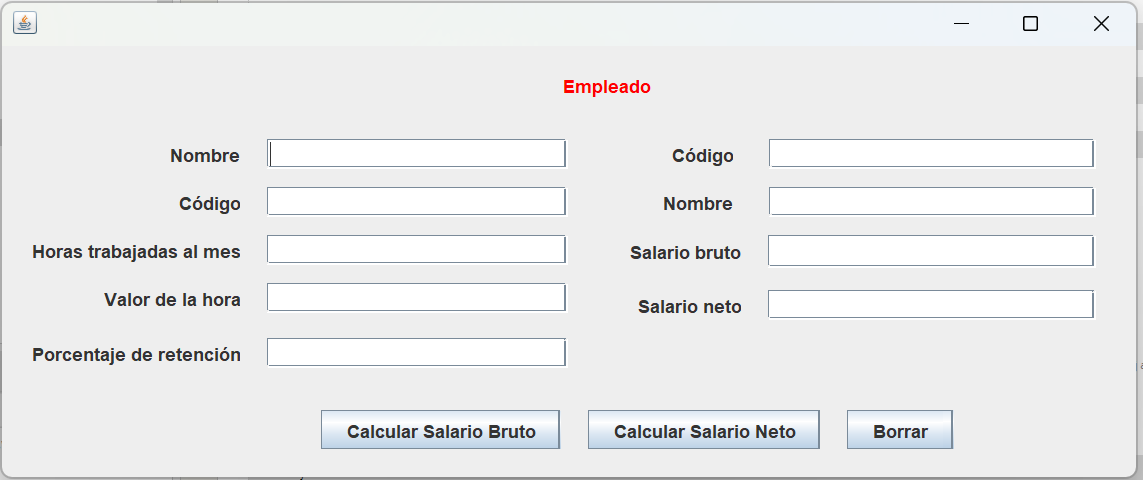 Empleado
Nombre
Código
Código
Nombre
Horas trabajadas al mes
Salario bruto
Valor de la hora
Salario neto
Porcentaje de retención
Calcular Salario Bruto
Calcular Salario Neto
Borrar